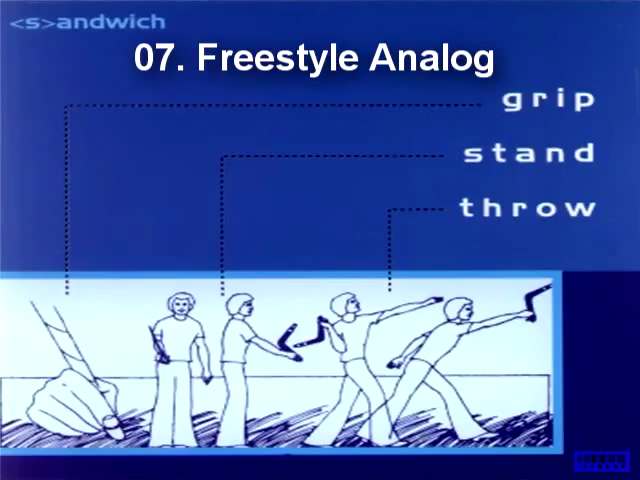 <s>andwich
07. Freestyle Analog
grip
stand
throw